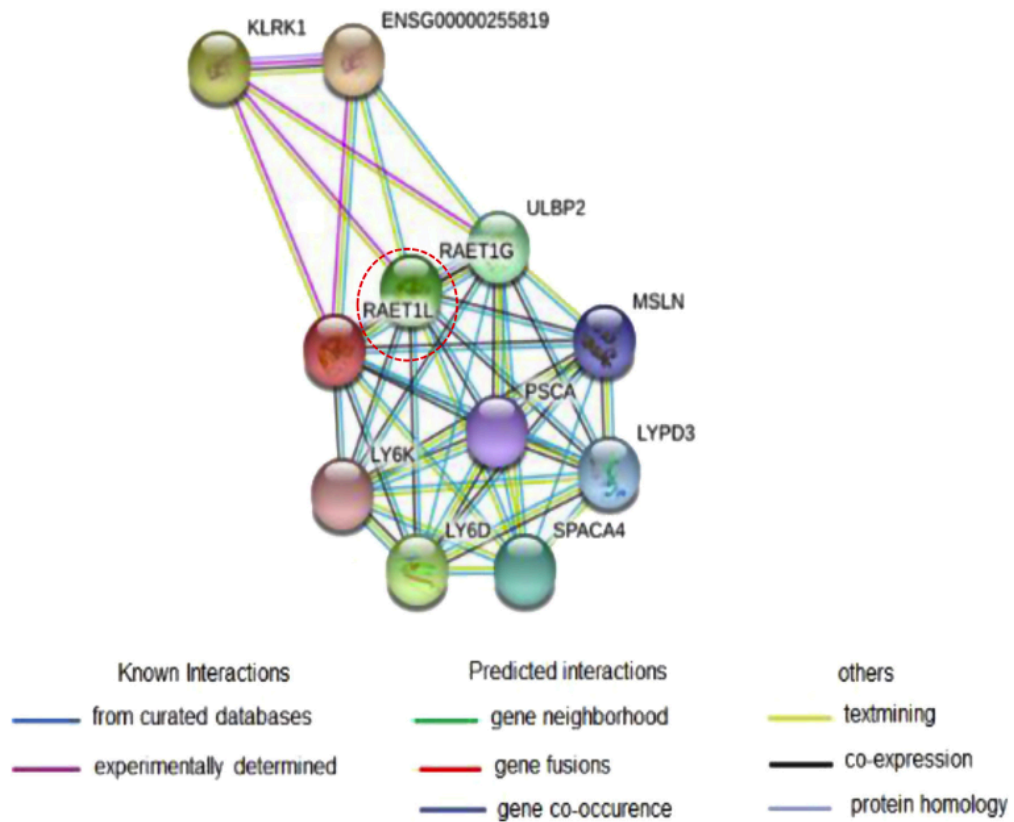 KLRK1
ENSG00000255819
ULBP2
RAET1G
MSLN
RAET1L
PSCA
LYPD3
LY6K
LY6D
SPACA4
Known Interactions
Predicted interactions
others
from curated databases
gene neighborhood
textmining
experimentally determined
gene fusions
co-expression
gene co-occurence
protein homology